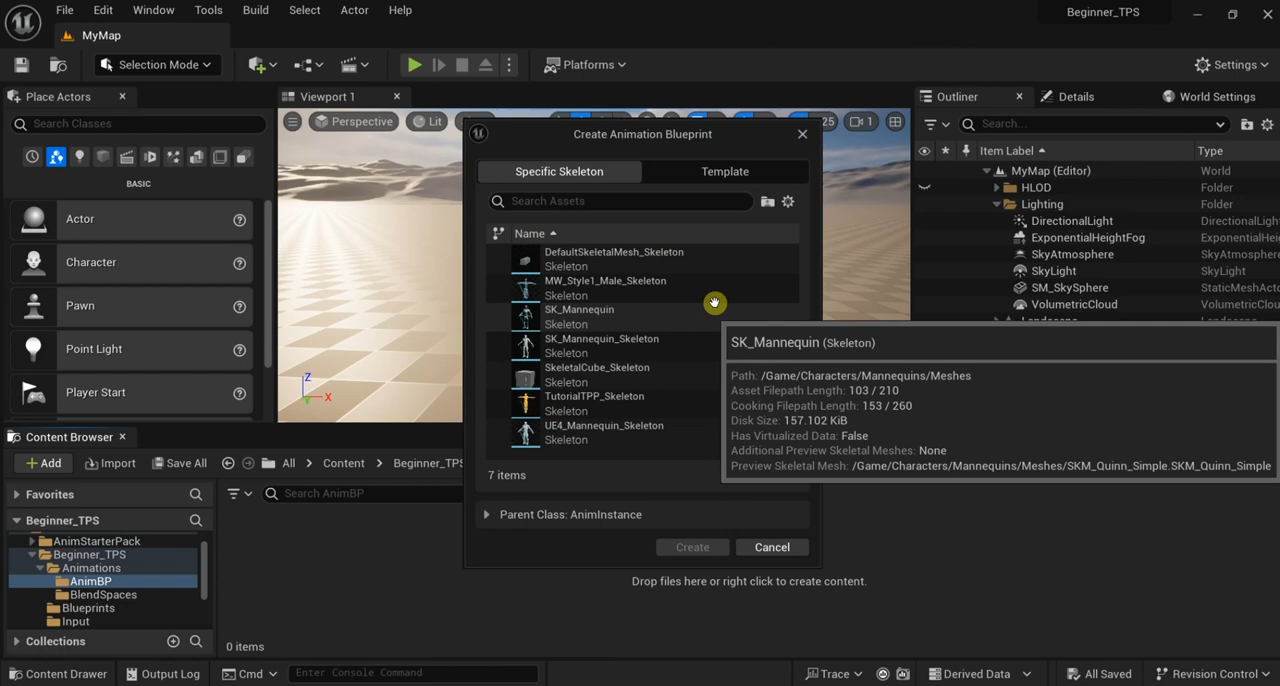 File Edit Window Tools Build Select Actor Help
Beginner_TPS
MyMap
Selection Mode
Platforms
Settings
Place Actors
Search Classes
BASIC
Actor
Character
Pawn
Point Light
Player Start
Viewport 1
Perspective
Lit
25
1
Z
X
Y
Create Animation Blueprint
Specific Skeleton
Template
Search Assets
Name
DefaultSkeletalMesh_Skeleton
Skeleton
MW_Style1_Male_Skeleton
Skeleton
SK_Mannequin
Skeleton
SK_Mannequin_Skeleton
Skeleton
SkeletalCube_Skeleton
Skeleton
TutorialTPP_Skeleton
Skeleton
UE4_Mannequin_Skeleton
Skeleton
7 items
Parent Class: AnimInstance
Create
Cancel
SK_Mannequin (Skeleton)
Path: /Game/Characters/Mannequins/Meshes
Asset Filepath Length: 103 / 210
Cooking Filepath Length: 153 / 260
Disk Size: 157.102 KiB
Has Virtualized Data: False
Additional Preview Skeletal Meshes: None
Preview Skeletal Mesh: /Game/Characters/Mannequins/Meshes/SKM_Quinn_Simple.SKM_Quinn_Simple
Outliner
Details
World Settings
Search...
Item Label
Type
MyMap (Editor)
World
HLOD
Folder
Lighting
Folder
DirectionalLight
DirectionalLigh
ExponentialHeightFog
ExponentialHei
SkyAtmosphere
SkyAtmosphere
SkyLight
SkyLight
SM_SkySphere
StaticMeshActo
VolumetricCloud
VolumetricClou
Content Browser
Add
Import
Save All
All
Content
Beginner_TPS
Favorites
Beginner_TPS
AnimStarterPack
Beginner_TPS
Animations
AnimBP
BlendSpaces
Blueprints
Input
Collections
Search AnimBP
Drop files here or right click to create content.
0 items
Content Drawer
Output Log
Cmd
Enter Console Command
Trace
Derived Data
All Saved
Revision Control